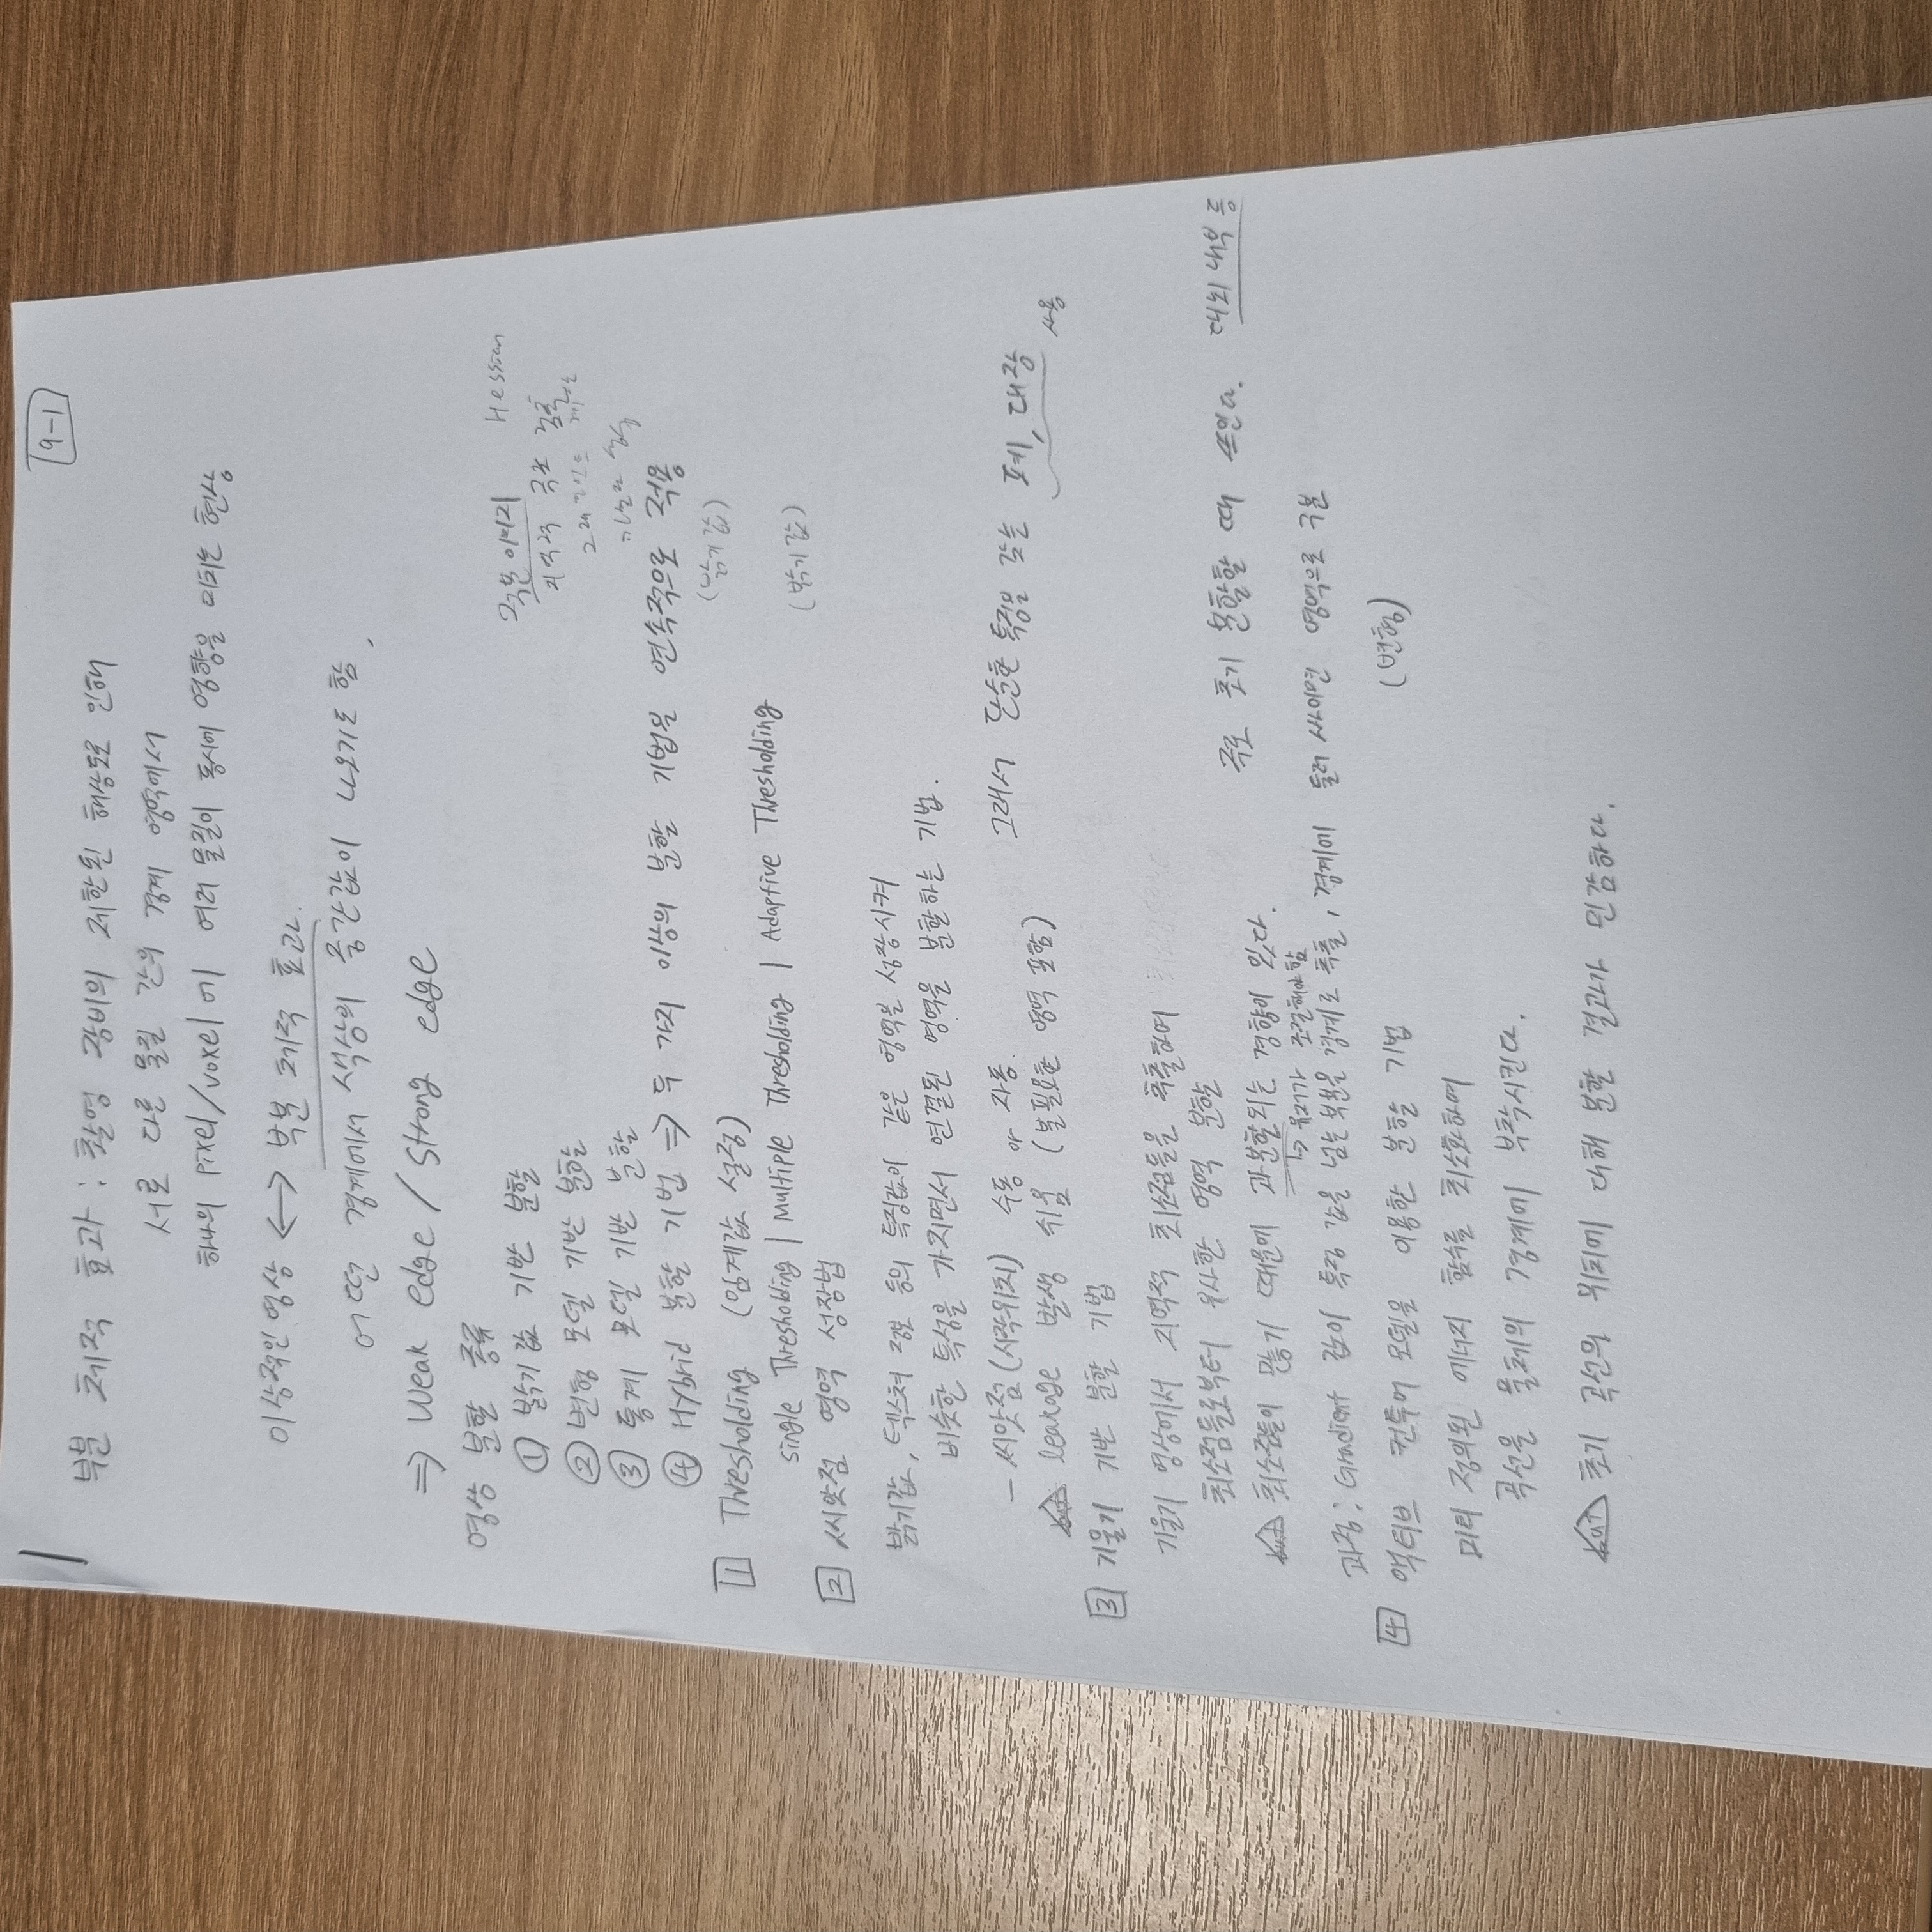 9-1
부분 체적 효과 : 촬영 장비의 제한된 해상도로 인해
서로 다른 물질 간의 경계 영역에서
하나의 pixel/voxel에 여러 물질이 동시에 영향을 미치는 현상
이상적인 영상 <-> 부분 체적 효과.
어떤 경계에서 색상의 중간값이 나오기도 함.
=> Weak edge / Strong edge
영상 분할 종류
① 밝기값 기반 분할
② 변형 모델 기반 분할
③ 통계 모델 기반 분할
④ Hybrid 분할 기법 => 두 가지 이상의 분할 기법을 연속적으로 적용
이미지 Hessian
지역적
1 Thresholding (임계값 설정) (밝기값)
single Thresholding | Multiple Thresholding | Adaptive Thresholding
2 씨앗점 영역 성장법 (밝기값)
밝기값, 텍스쳐 정보 등의 특징값이 같은 영역을 성장시켜
비슷한 특성을 가지면서 연결된 영역을 분할하는 기법.
- 씨앗점(시작위치) 수동 or 자동. 그래서 단순한 특징을 갖는 폐, 대장 사용
but leakage 발생 쉬움 (불필요한 영역 포함)
3 기울기 기반 분할 기법
기울기 영상에서 지역적 최소점들을 추출하여
최소점들로부터 유사한 영역 분할
but 최소점들이 많기 때문에 과분할되는 경향이 있다. 주로 초기 분할할 때 쓰인다. 대뇌 내부 등
↳ 유저가 조절해야함
과정 : Gradient 값이 특정 값을 넘는 부분을 경계로 추출, 경계에 둘러 싸이면 영역으로 구분
4 액티브 컨투어 모델을 이용한 분할 기법 (변형)
미리 정의된 에너지 함수를 최소화하여
곡선을 물체의 경계에 부착시킨다.
but 초기 곡선의 위치에 대해 분할 결과가 민감하다.